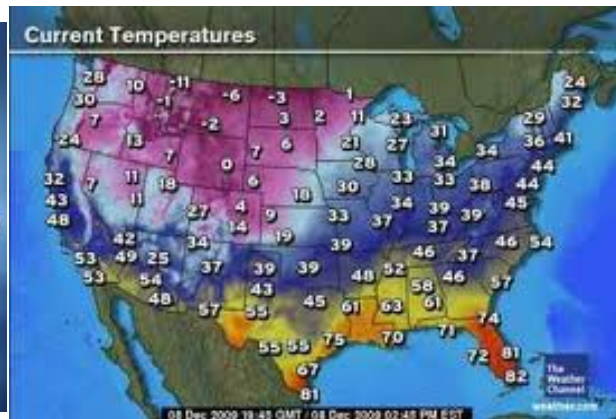 Current Temperatures
28 10 -11 -6 -3 1 24
30 -1 32
7 -2 3 2 11 23 29
24 13 6 21 27 31 36 41
7 0 7 28 34 34 44
32 7 11 18 6 18 30 33 33 38 44
43 11 27 4 9 33 34 39 39 45
48 14 37 37
42 34 19 39 46 37 46 54
53 49 25 37 39 39 48 52 46
53 54 43 58 57
48 57 55 45 61 63 61 74
55 55 75 70 71 72 81
67 82
81
The
Weather
Channel
weather.com
08 Dec 2009 19:48 GMT / 08 Dec 2009 02:48 PM EST